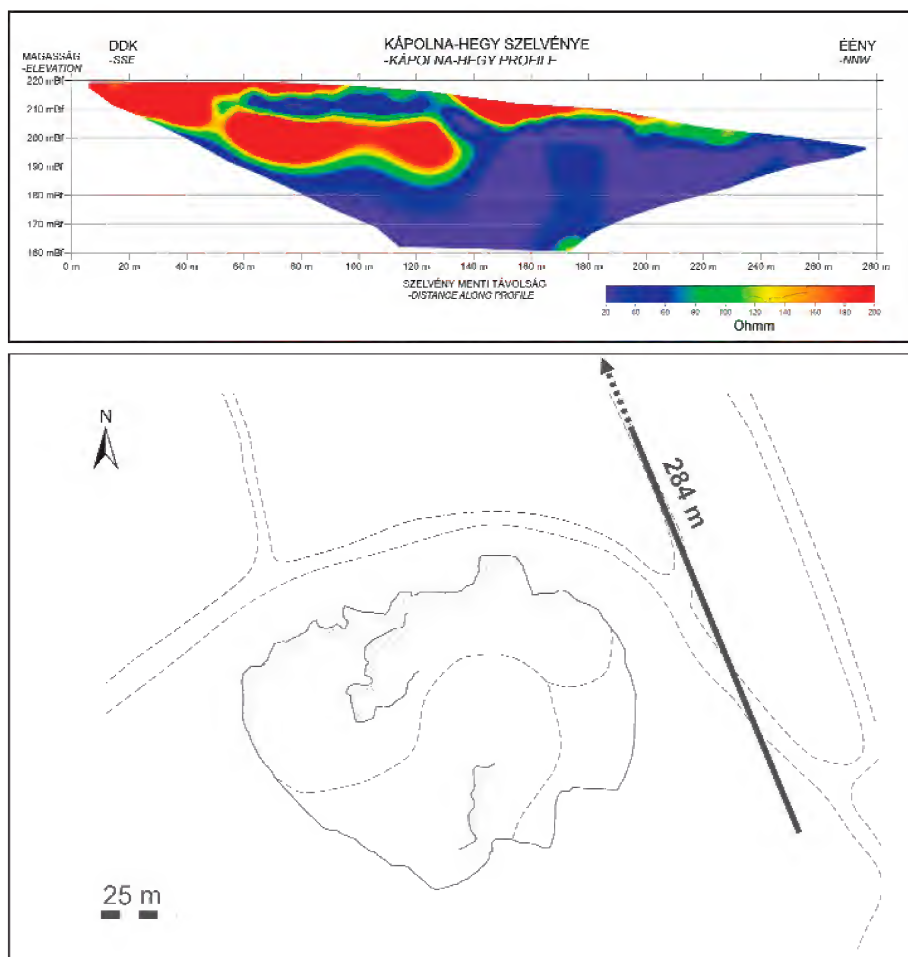 DDK
-SSE
KÁPOLNA-HEGY SZELVÉNYE
-KÁPOLNA-HEGY PROFILE
ÉÉNY
-NNW
MAGASSÁG
-ELEVATION
220 mBf
210 mBf
200 mBf
190 mBf
180 mBf
170 mBf
160 mBf
0 m 20 m 40 m 60 m 80 m 100 m 120 m 140 m 160 m 180 m 200 m 220 m 240 m 260 m 280 m
SZELVÉNY MENTI TÁVOLSÁG
-DISTANCE ALONG PROFILE
20 40 60 80 100 120 140 160 180 200
Ohmm
N
284 m
25 m